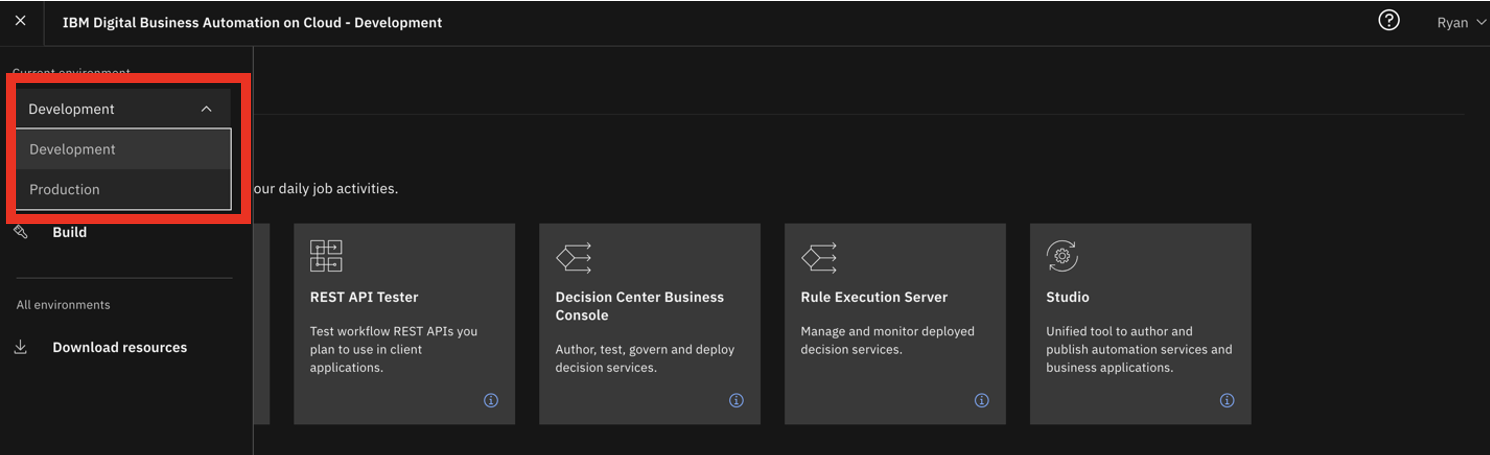 IBM Digital Business Automation on Cloud - Development
Ryan
Current environment
Development
Development
Production
our daily job activities.
Build
All environments
Download resources
REST API Tester
Test workflow REST APIs you
plan to use in client
applications.
Decision Center Business
Console
Author, test, govern and deploy
decision services.
Rule Execution Server
Manage and monitor deployed
decision services.
Studio
Unified tool to author and
publish automation services and
business applications.